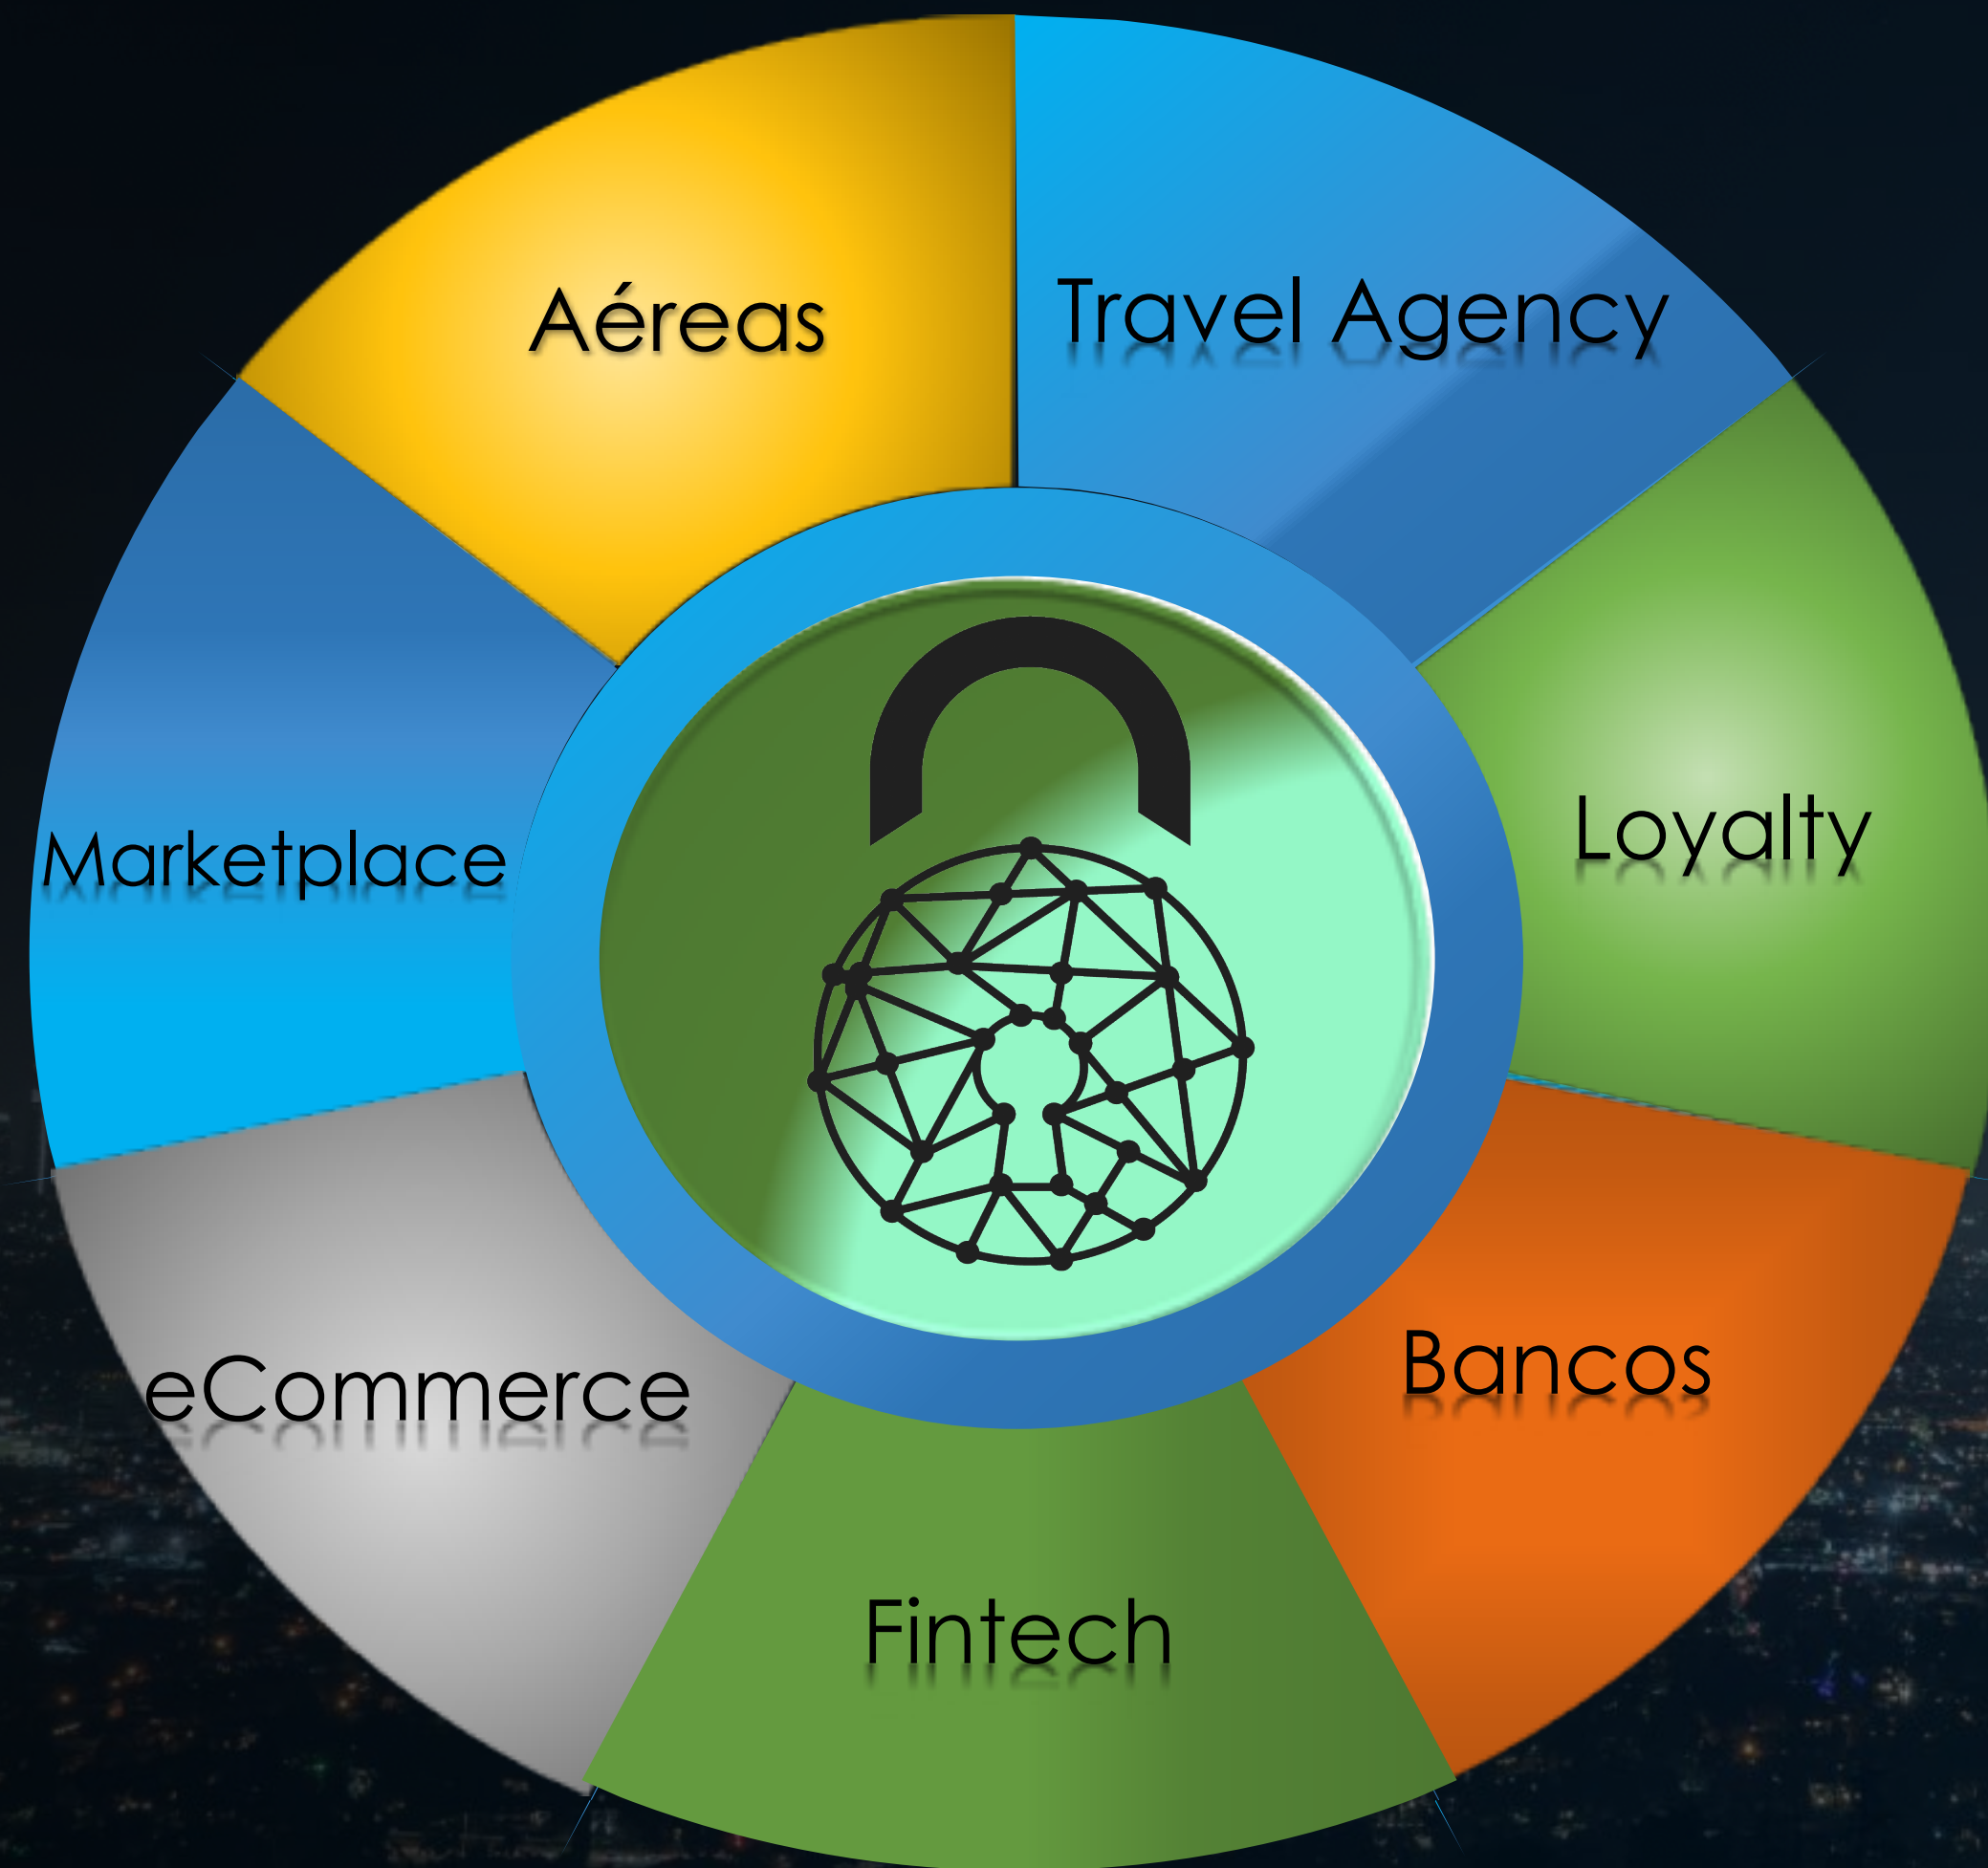 Aéreas
Travel Agency
Loyalty
Bancos
Fintech
eCommerce
Marketplace